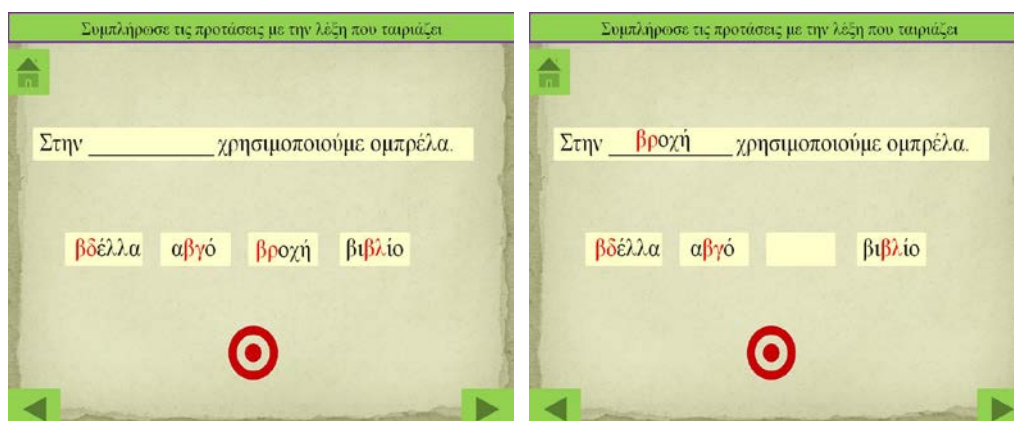 Συμπλήρωσε τις προτάσεις με την λέξη που ταιριάζει
Στην ____________ χρησιμοποιούμε ομπρέλα.
βδέλλα αβγό βροχή βιβλίο
Συμπλήρωσε τις προτάσεις με την λέξη που ταιριάζει
Στην βροχή χρησιμοποιούμε ομπρέλα.
βδέλλα αβγό βιβλίο